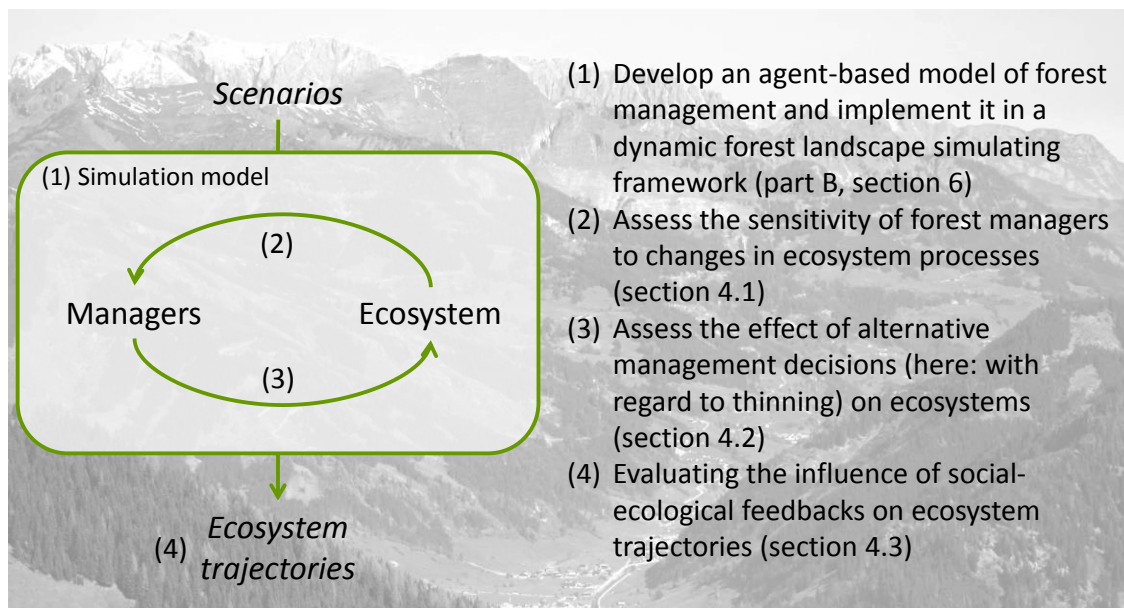 Scenarios
(1) Simulation model
(2)
Managers
Ecosystem
(3)
(4)
Ecosystem
trajectories
(1) Develop an agent-based model of forest
management and implement it in a
dynamic forest landscape simulating
framework (part B, section 6)
(2) Assess the sensitivity of forest managers
to changes in ecosystem processes
(section 4.1)
(3) Assess the effect of alternative
management decisions (here: with
regard to thinning) on ecosystems
(section 4.2)
(4) Evaluating the influence of social-
ecological feedbacks on ecosystem
trajectories (section 4.3)